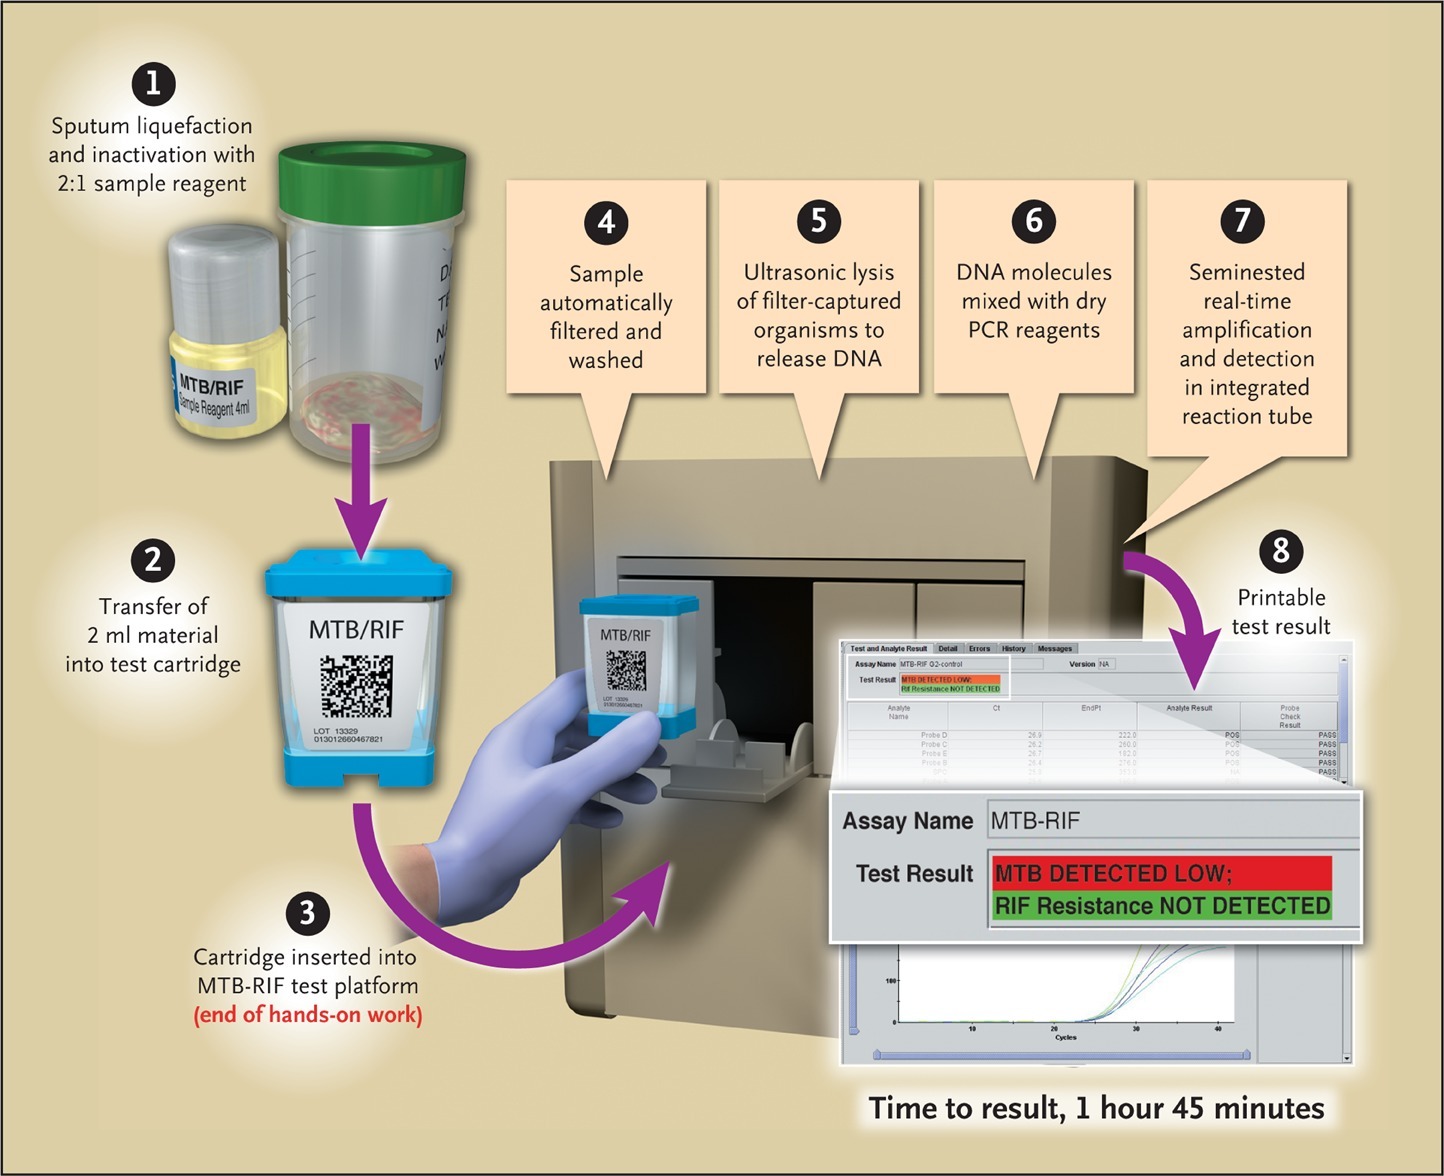 1
Sputum liquefaction
and inactivation with
2:1 sample reagent
MTB/RIF
Sample Reagent 4ml
2
Transfer of
2 ml material
into test cartridge
MTB/RIF
LOT 13329
013012660467821
3
Cartridge inserted into
MTB-RIF test platform
(end of hands-on work)
4
Sample
automatically
filtered and
washed
5
Ultrasonic lysis
of filter-captured
organisms to
release DNA
6
DNA molecules
mixed with dry
PCR reagents
7
Seminested
real-time
amplification
and detection
in integrated
reaction tube
MTB/RIF
LOT 13329
013012660467821
8
Printable
test result
Test and Analyte Result Detail Errors History Messages
Assay Name MTB-RIF G2-control Version NA
Test Result MTB DETECTED LOW;
Rif Resistance NOT DETECTED
Analyte Name Ct EndPt Analyte Result Probe Check Result
Probe D 26.9 222.0 POS PASS
Probe C 26.2 260.0 POS PASS
Probe E 26.7 192.0 POS PASS
Probe B 26.4 276.0 POS PASS
PASS
Assay Name MTB-RIF
Test Result MTB DETECTED LOW;
RIF Resistance NOT DETECTED
100
10 20 30 40
Cycles
Time to result, 1 hour 45 minutes